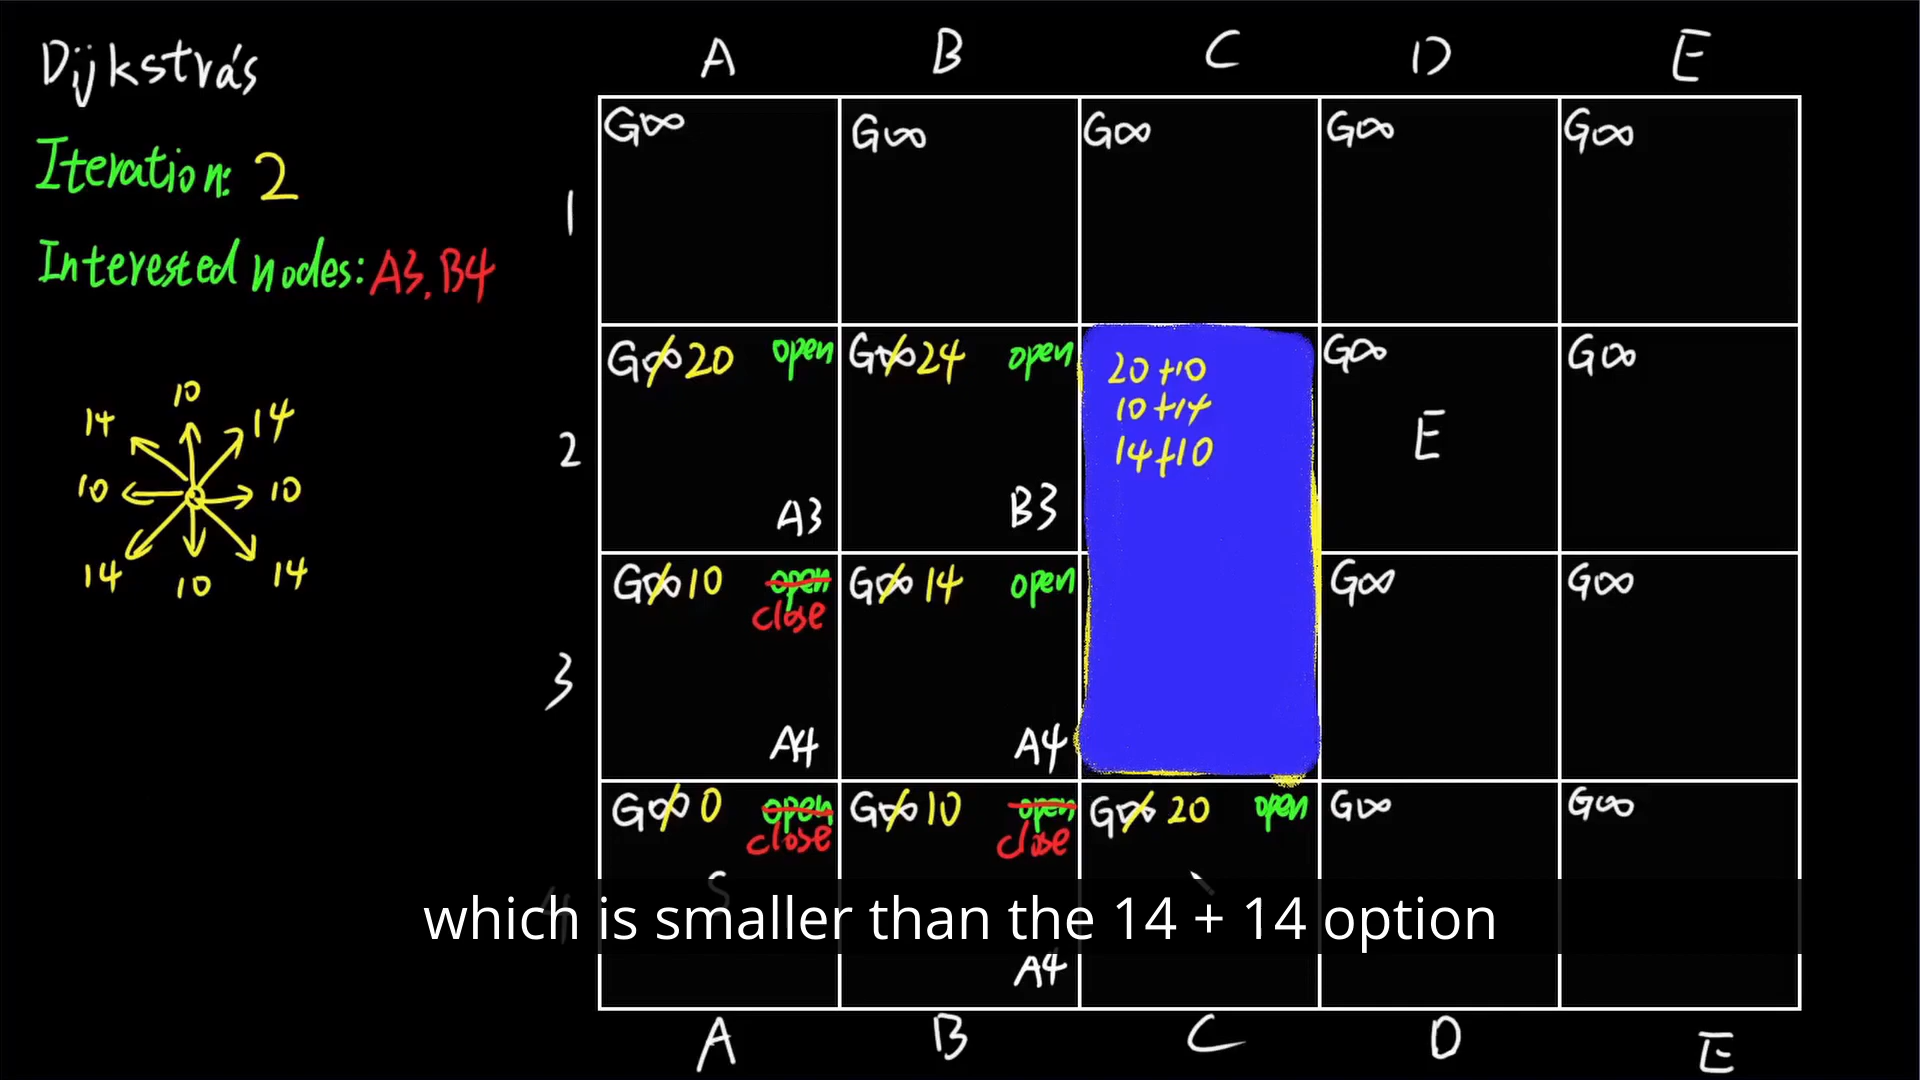 Dijkstra's
Iteration: 2
Interested nodes: A3, B4
10
14 14
10 10
14 10 14
A B C D E
1
G∞ G∞ G∞ G∞ G∞
2
G∞ 20 open G∞ 24 open 20+10 G∞ G∞
10+14
14+10
E
A3 B3
3
G∞ 10 open G∞ 14 open G∞ G∞
close
A4 A4
G∞ 0 open G∞ 10 open G∞ 20 open G∞ G∞
close close
S
which is smaller than the 14 + 14 option
A4
A B C D E